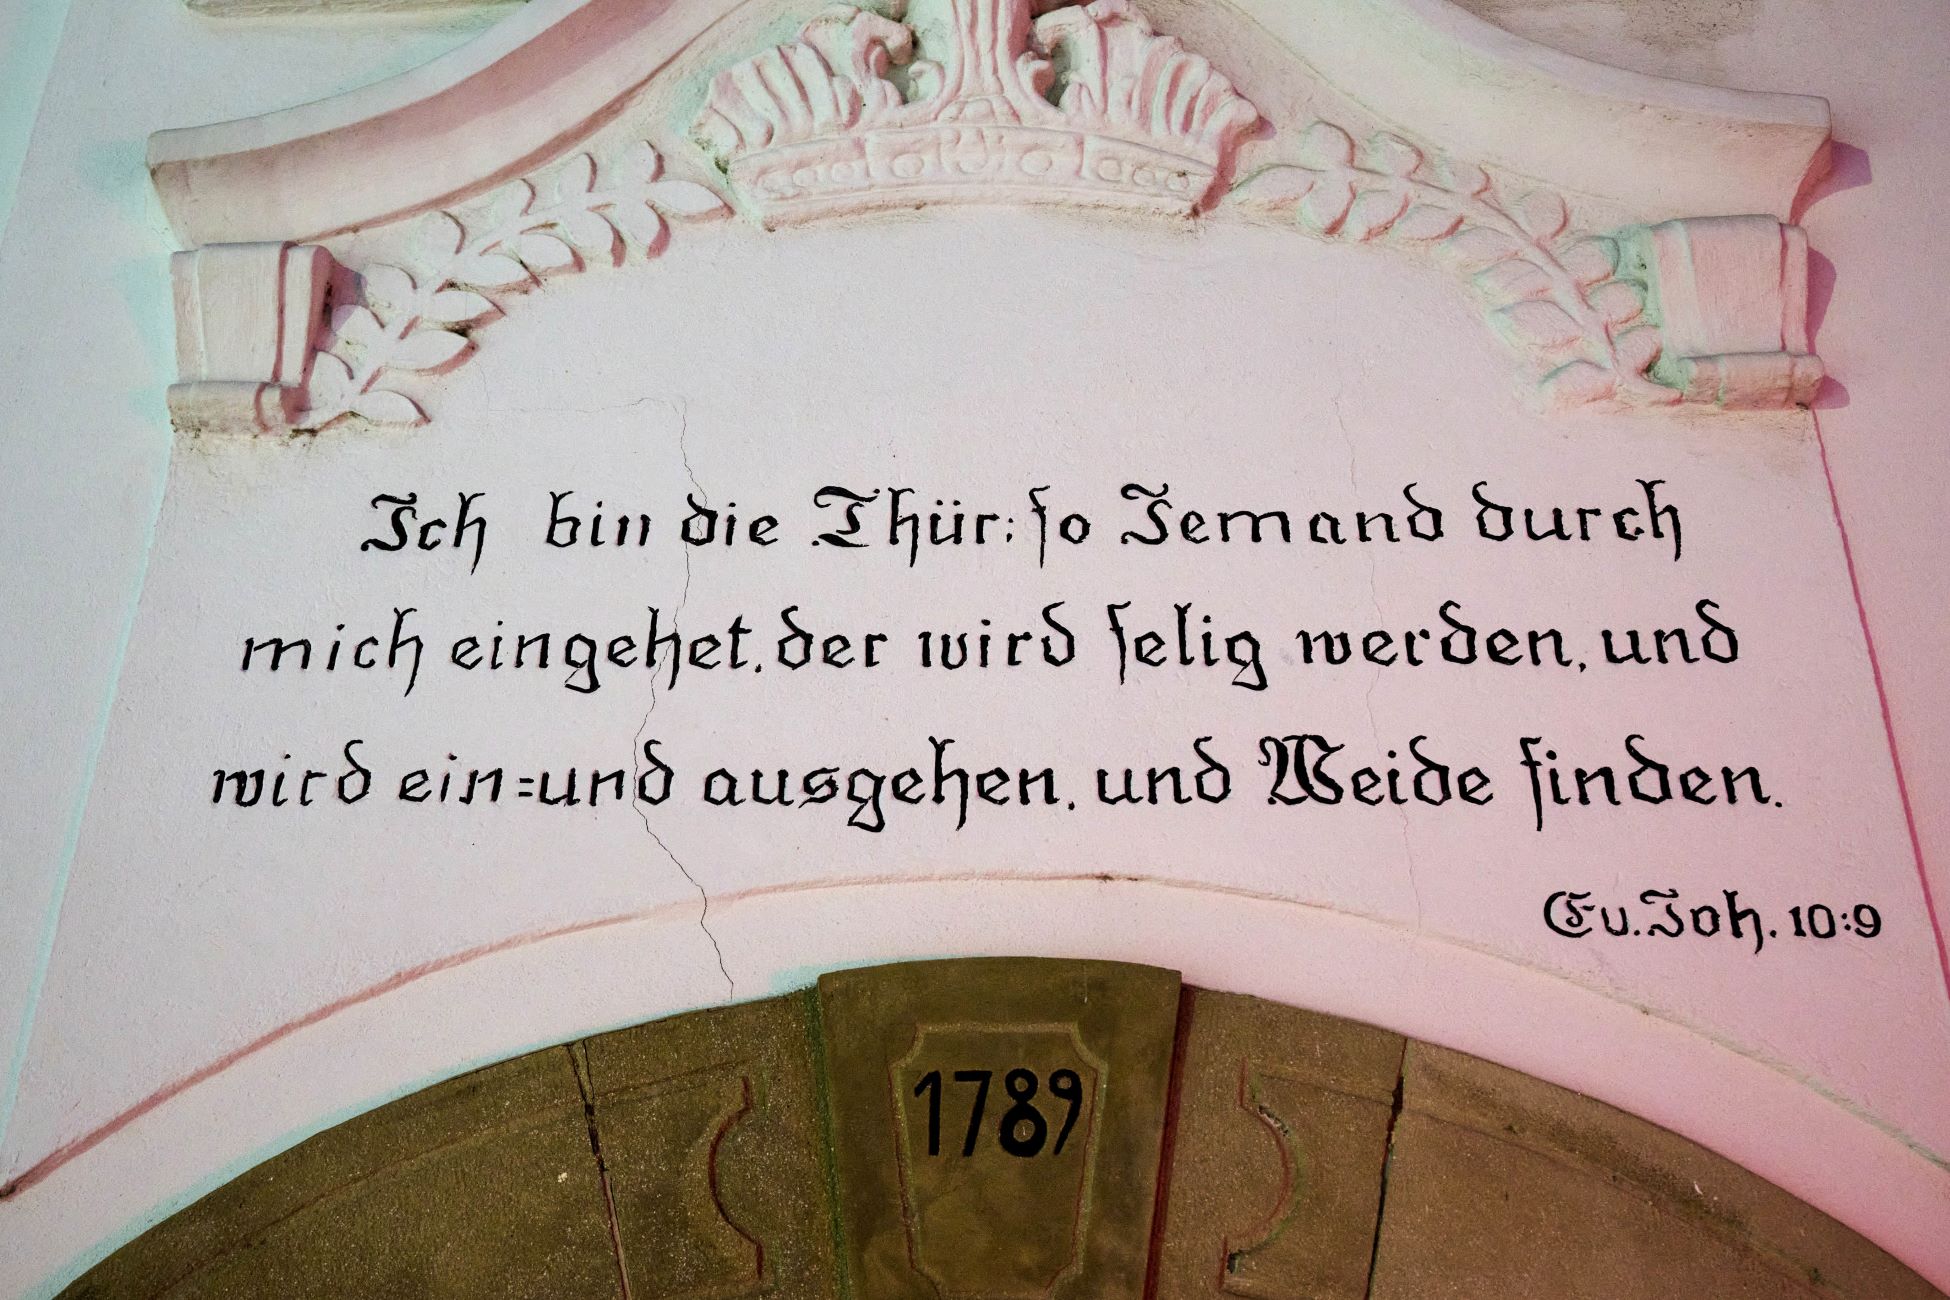 Ich bin die Thür: ſo Jemand durch
mich eingehet, der wird ſelig werden, und
wird ein=und ausgehen, und Weide finden.
Ev. Joh. 10:9
1789